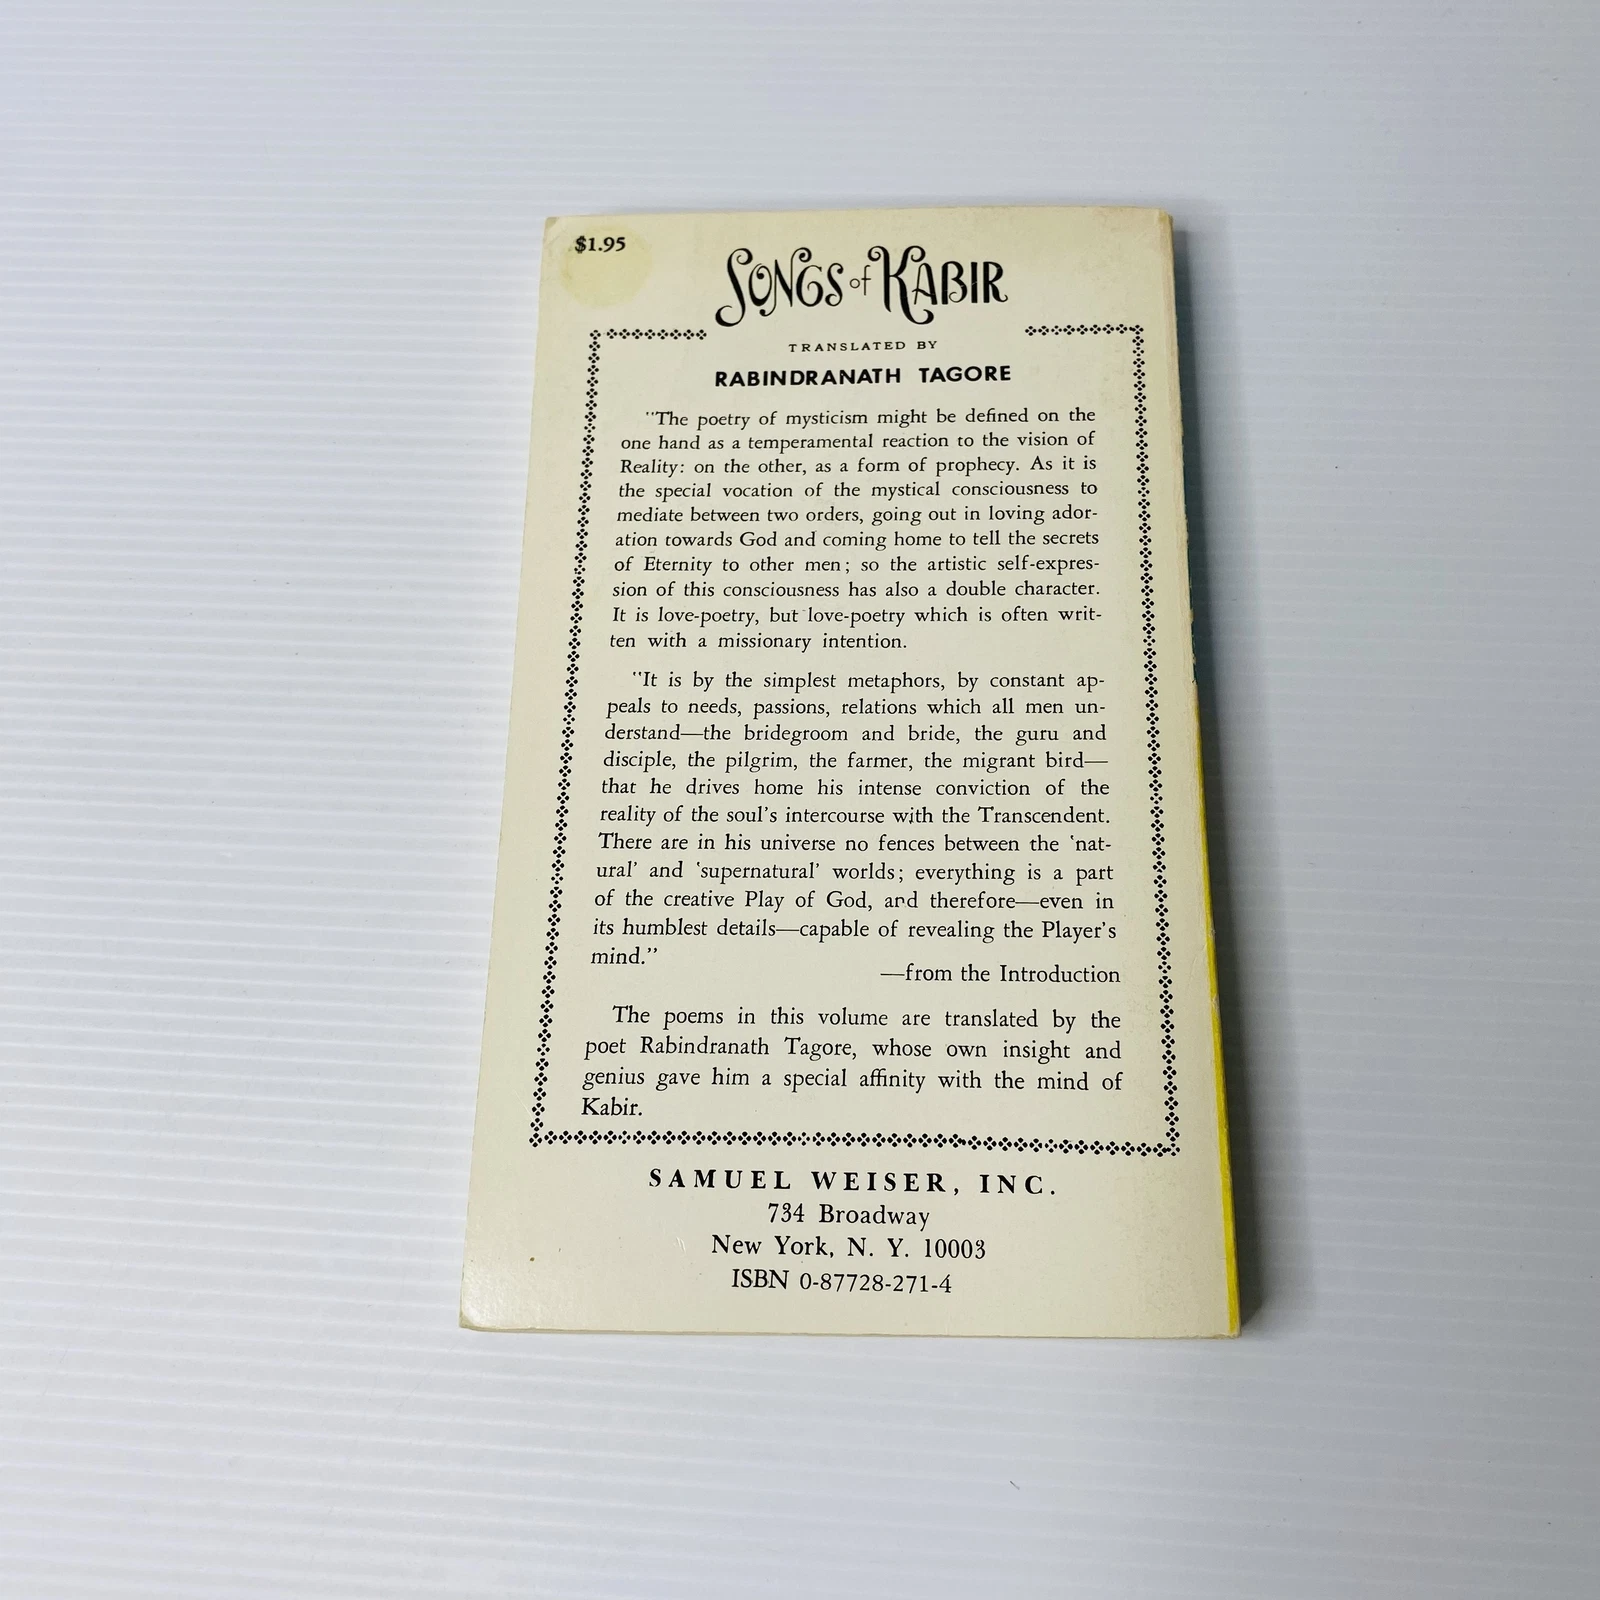 $1.95
SONGS of KABIR
TRANSLATED BY
RABINDRANATH TAGORE
"The poetry of mysticism might be defined on the
one hand as a temperamental reaction to the vision of
Reality: on the other, as a form of prophecy. As it is
the special vocation of the mystical consciousness to
mediate between two orders, going out in loving ador-
ation towards God and coming home to tell the secrets
of Eternity to other men; so the artistic self-expres-
sion of this consciousness has also a double character.
It is love-poetry, but love-poetry which is often writ-
ten with a missionary intention.
"It is by the simplest metaphors, by constant ap-
peals to needs, passions, relations which all men un-
derstand—the bridegroom and bride, the guru and
disciple, the pilgrim, the farmer, the migrant bird—
that he drives home his intense conviction of the
reality of the soul's intercourse with the Transcendent.
There are in his universe no fences between the 'nat-
ural' and 'supernatural' worlds; everything is a part
of the creative Play of God, and therefore—even in
its humblest details—capable of revealing the Player's
mind."
—from the Introduction
The poems in this volume are translated by the
poet Rabindranath Tagore, whose own insight and
genius gave him a special affinity with the mind of
Kabir.
SAMUEL WEISER, INC.
734 Broadway
New York, N. Y. 10003
ISBN 0-87728-271-4